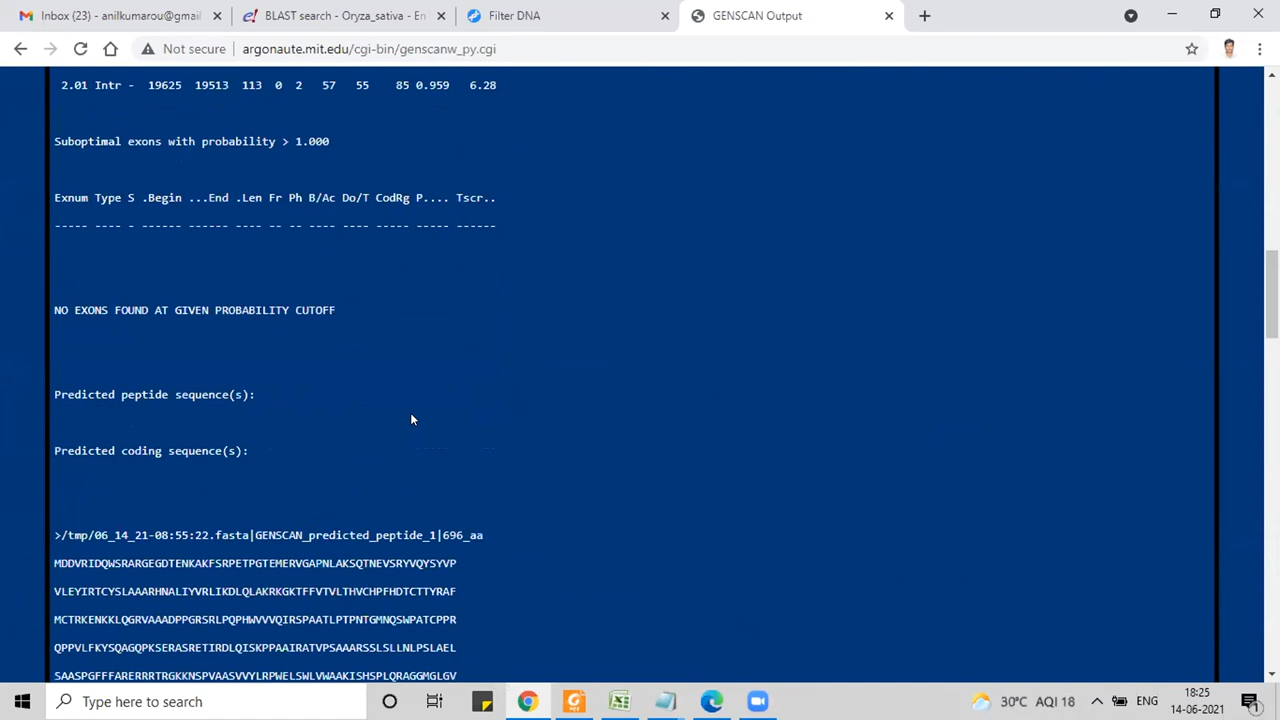 Inbox (23) - anilkumarou@gmail
BLAST search - Oryza_sativa - En
Filter DNA
GENSCAN Output
Not secure
argonaute.mit.edu/cgi-bin/genscanw_py.cgi
2.01 Intr - 19625 19513 113 0 2 57 55 85 0.959 6.28
Suboptimal exons with probability > 1.000
Exnum Type S .Begin ...End .Len Fr Ph B/Ac Do/T CodRg P.... Tscr..
----- ---- - ------ ------ ---- -- -- ---- ---- ----- ----- ------
NO EXONS FOUND AT GIVEN PROBABILITY CUTOFF
Predicted peptide sequence(s):
Predicted coding sequence(s):
>/tmp/06_14_21-08:55:22.fasta|GENSCAN_predicted_peptide_1|696_aa
MDDVRIDQWSRARGEGDTENKAKFSRPETPGTEMERVGAPNLAKSQTNEVSRYVQYSYVP
VLEYIRTCYSLAAARHNALIYVRLIKDLQLAKRKGKTFFVTVLTHVCHPFHDTCTTYRAF
MCTRKENKKLQGRVAAADPPGRSRLPQPHWVVVQIRSPAATLPTPNTGMNQSWPATCPPR
QPPVLFKYSQAGQPKSERASRETIRDLQISKPPAAIRATVPSAAARSSLSLLNLPSLAEL
SAASPGFFFARERRRTRGKKNSPVAASVVYLRPWELSWLVWAAKISHSPLQRAGGMGLGV
Type here to search
30°C AQI 18
ENG
18:25
14-06-2021